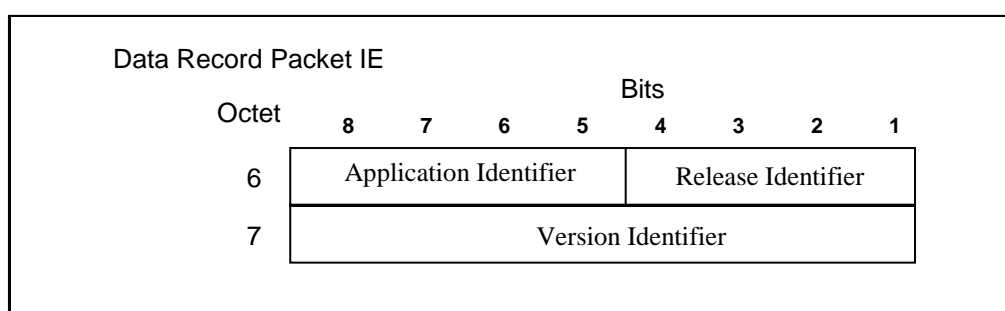 Data Record Packet IE
Bits
Octet
8 7 6 5 4 3 2 1
6 Application Identifier Release Identifier
7 Version Identifier